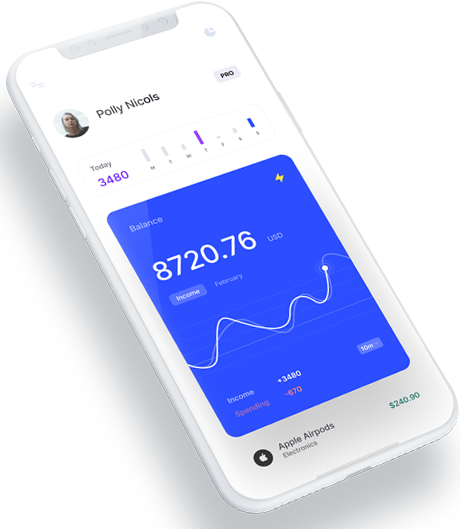 PRO
Polly Nicols
Today
3480
M T W T F S S
Balance
8720.76 USD
Income February
10m
Income +3480
Spending -870
Apple Airpods
Electronics
$240.90